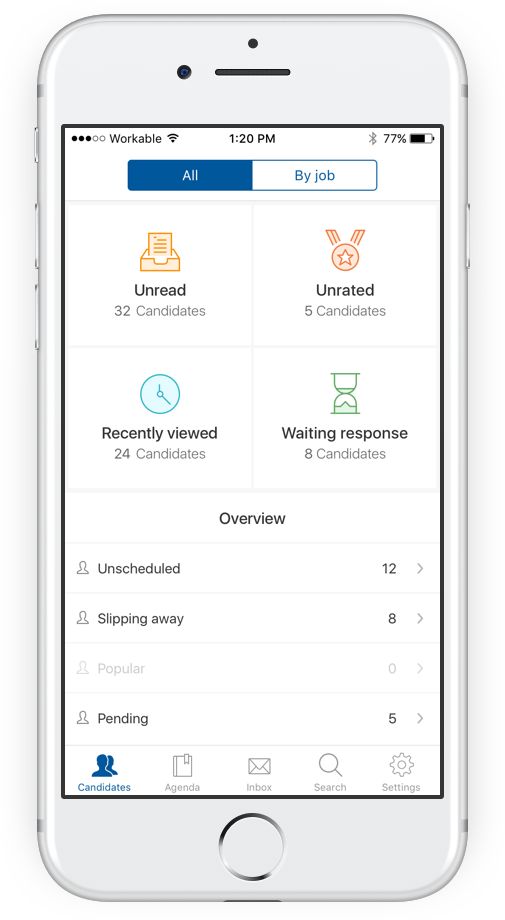 Workable 1:20 PM 77%
All By job
Unread Unrated
32 Candidates 5 Candidates
Recently viewed Waiting response
24 Candidates 8 Candidates
Overview
Unscheduled 12
Slipping away 8
Popular 0
Pending 5
Candidates Agenda Inbox Search Settings